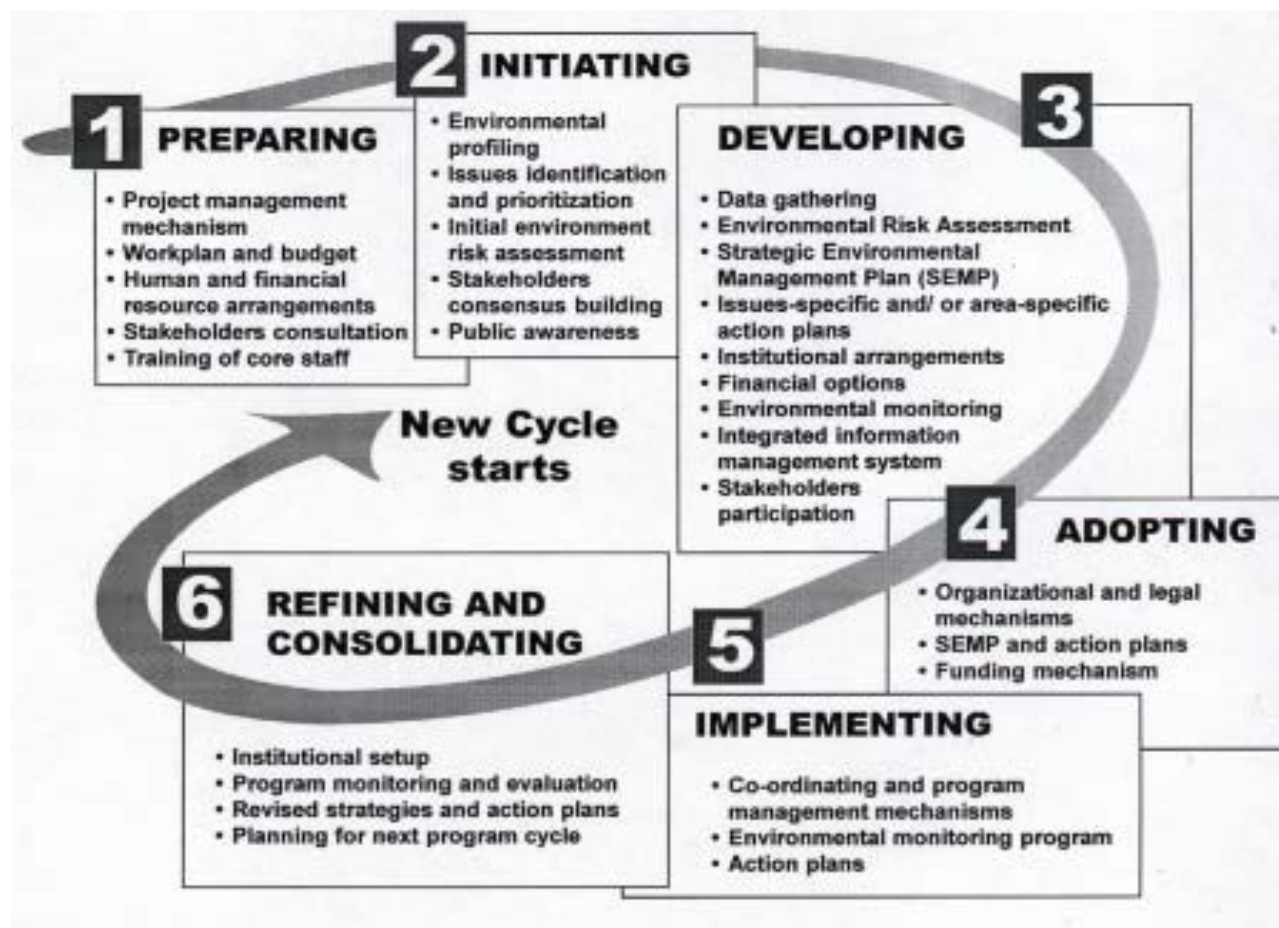 1 PREPARING
• Project management
mechanism
• Workplan and budget
• Human and financial
resource arrangements
• Stakeholders consultation
• Training of core staff
2 INITIATING
• Environmental
profiling
• Issues identification
and prioritization
• Initial environment
risk assessment
• Stakeholders
consensus building
• Public awareness
3
DEVELOPING
• Data gathering
• Environmental Risk Assessment
• Strategic Environmental
Management Plan (SEMP)
• Issues-specific and/ or area-specific
action plans
• Institutional arrangements
• Financial options
• Environmental monitoring
• Integrated information
management system
• Stakeholders
participation
4 ADOPTING
• Organizational and legal
mechanisms
• SEMP and action plans
• Funding mechanism
5
IMPLEMENTING
• Co-ordinating and program
management mechanisms
• Environmental monitoring program
• Action plans
6 REFINING AND
CONSOLIDATING
• Institutional setup
• Program monitoring and evaluation
• Revised strategies and action plans
• Planning for next program cycle
New Cycle
starts